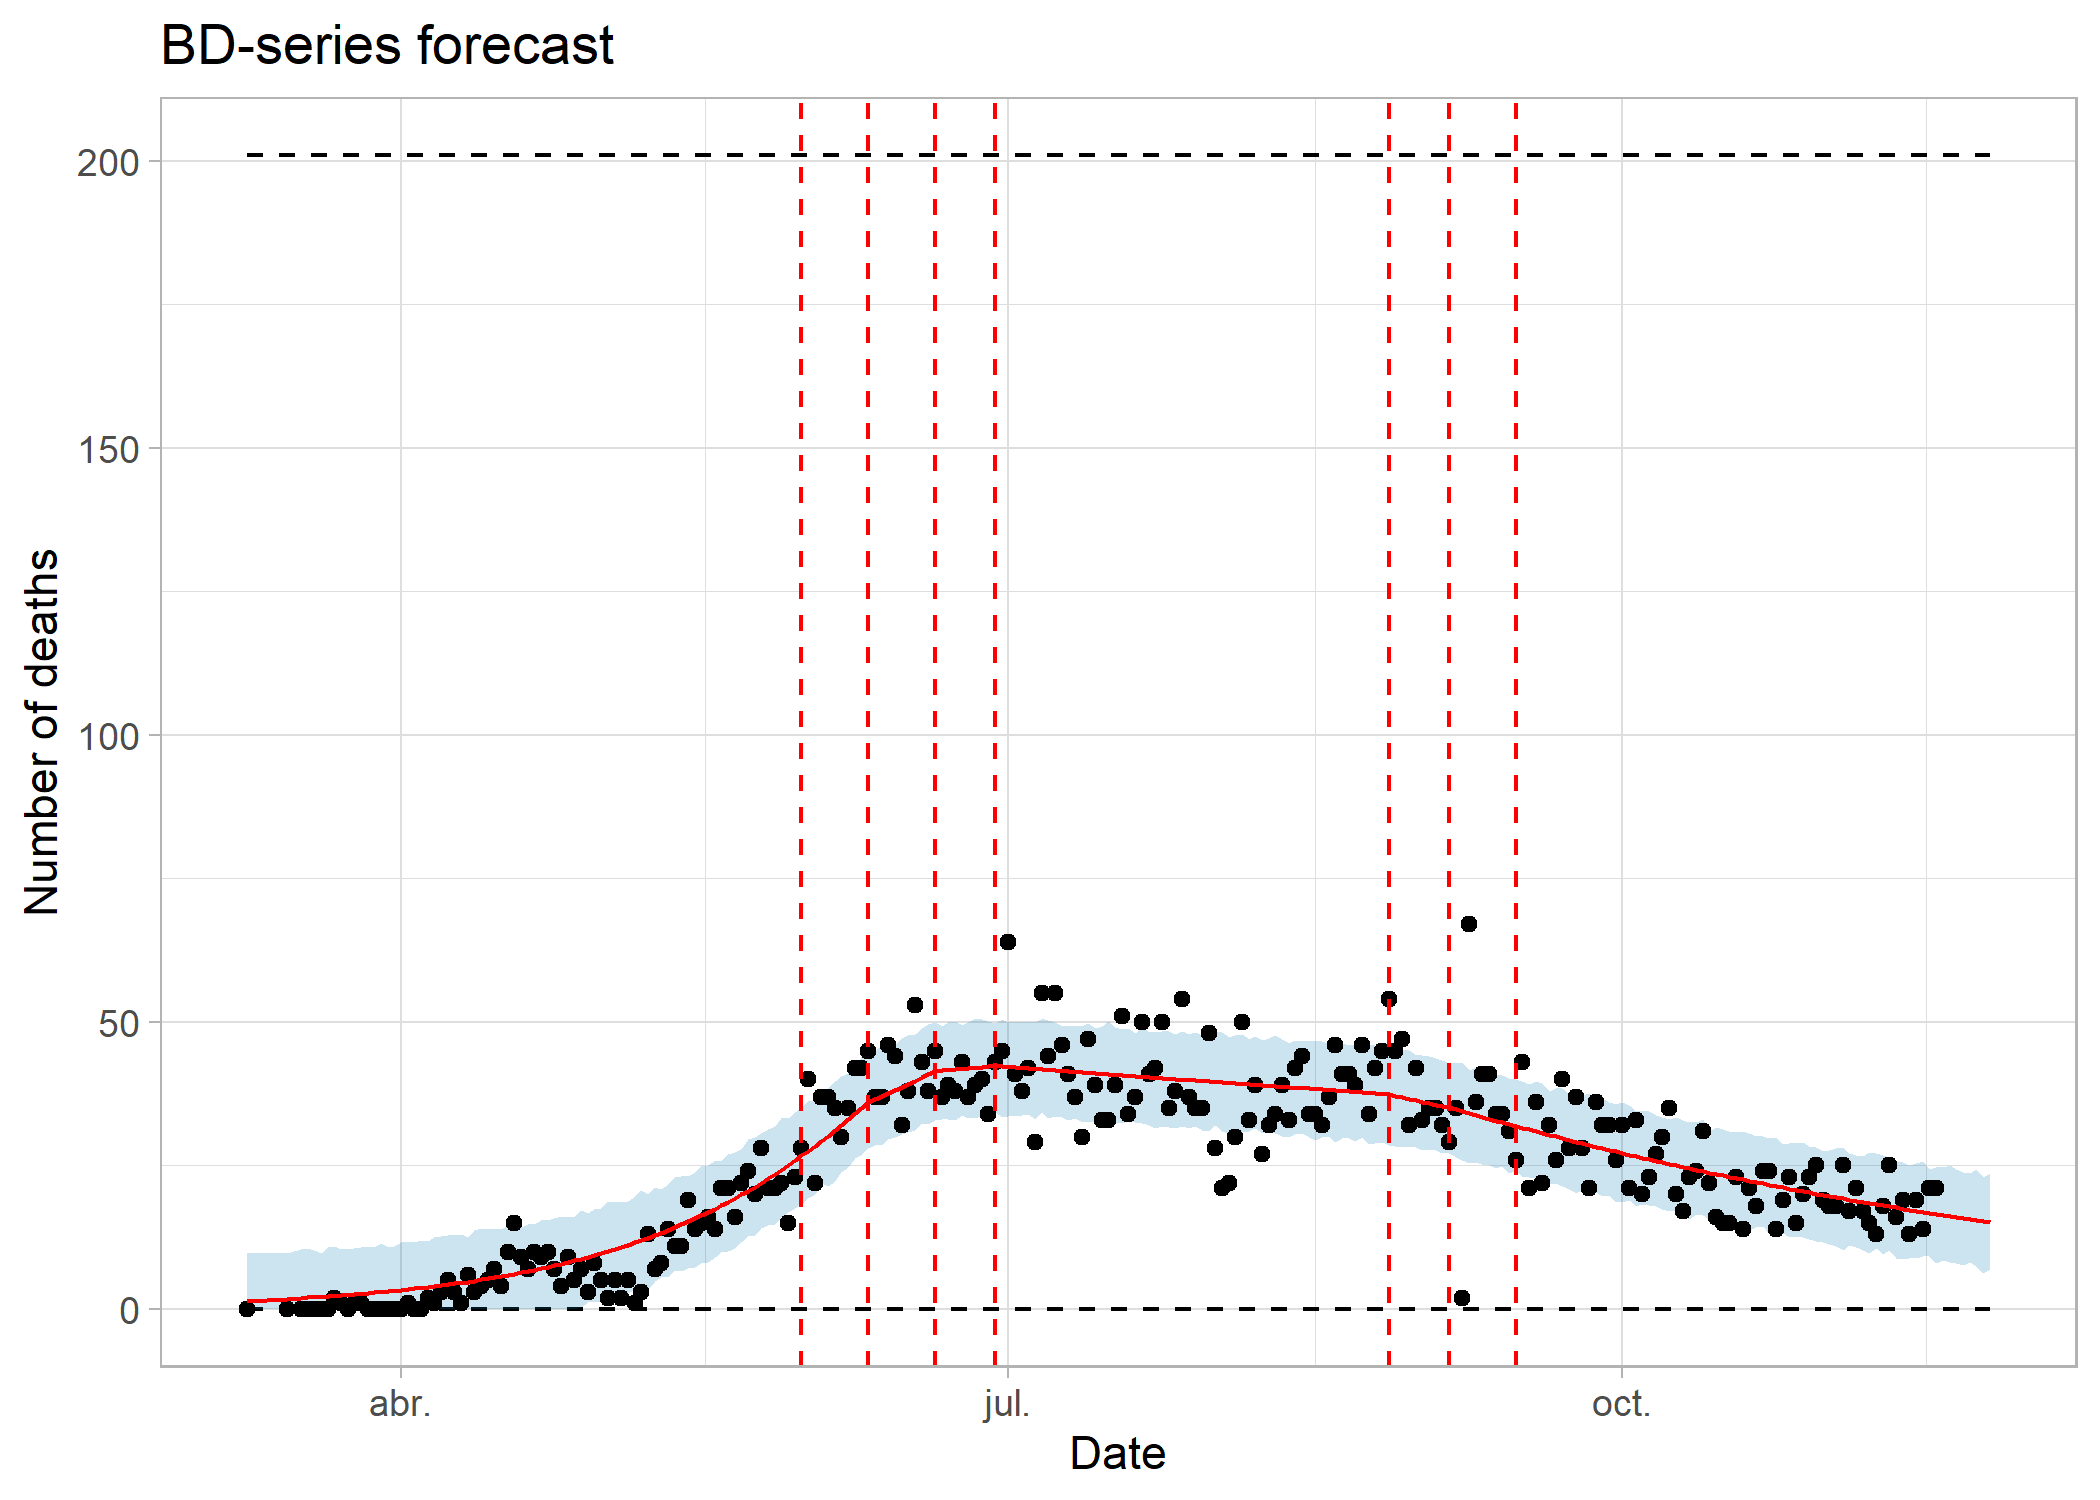 BD-series forecast
Number of deaths
200
150
100
50
0
abr.
jul.
oct.
Date